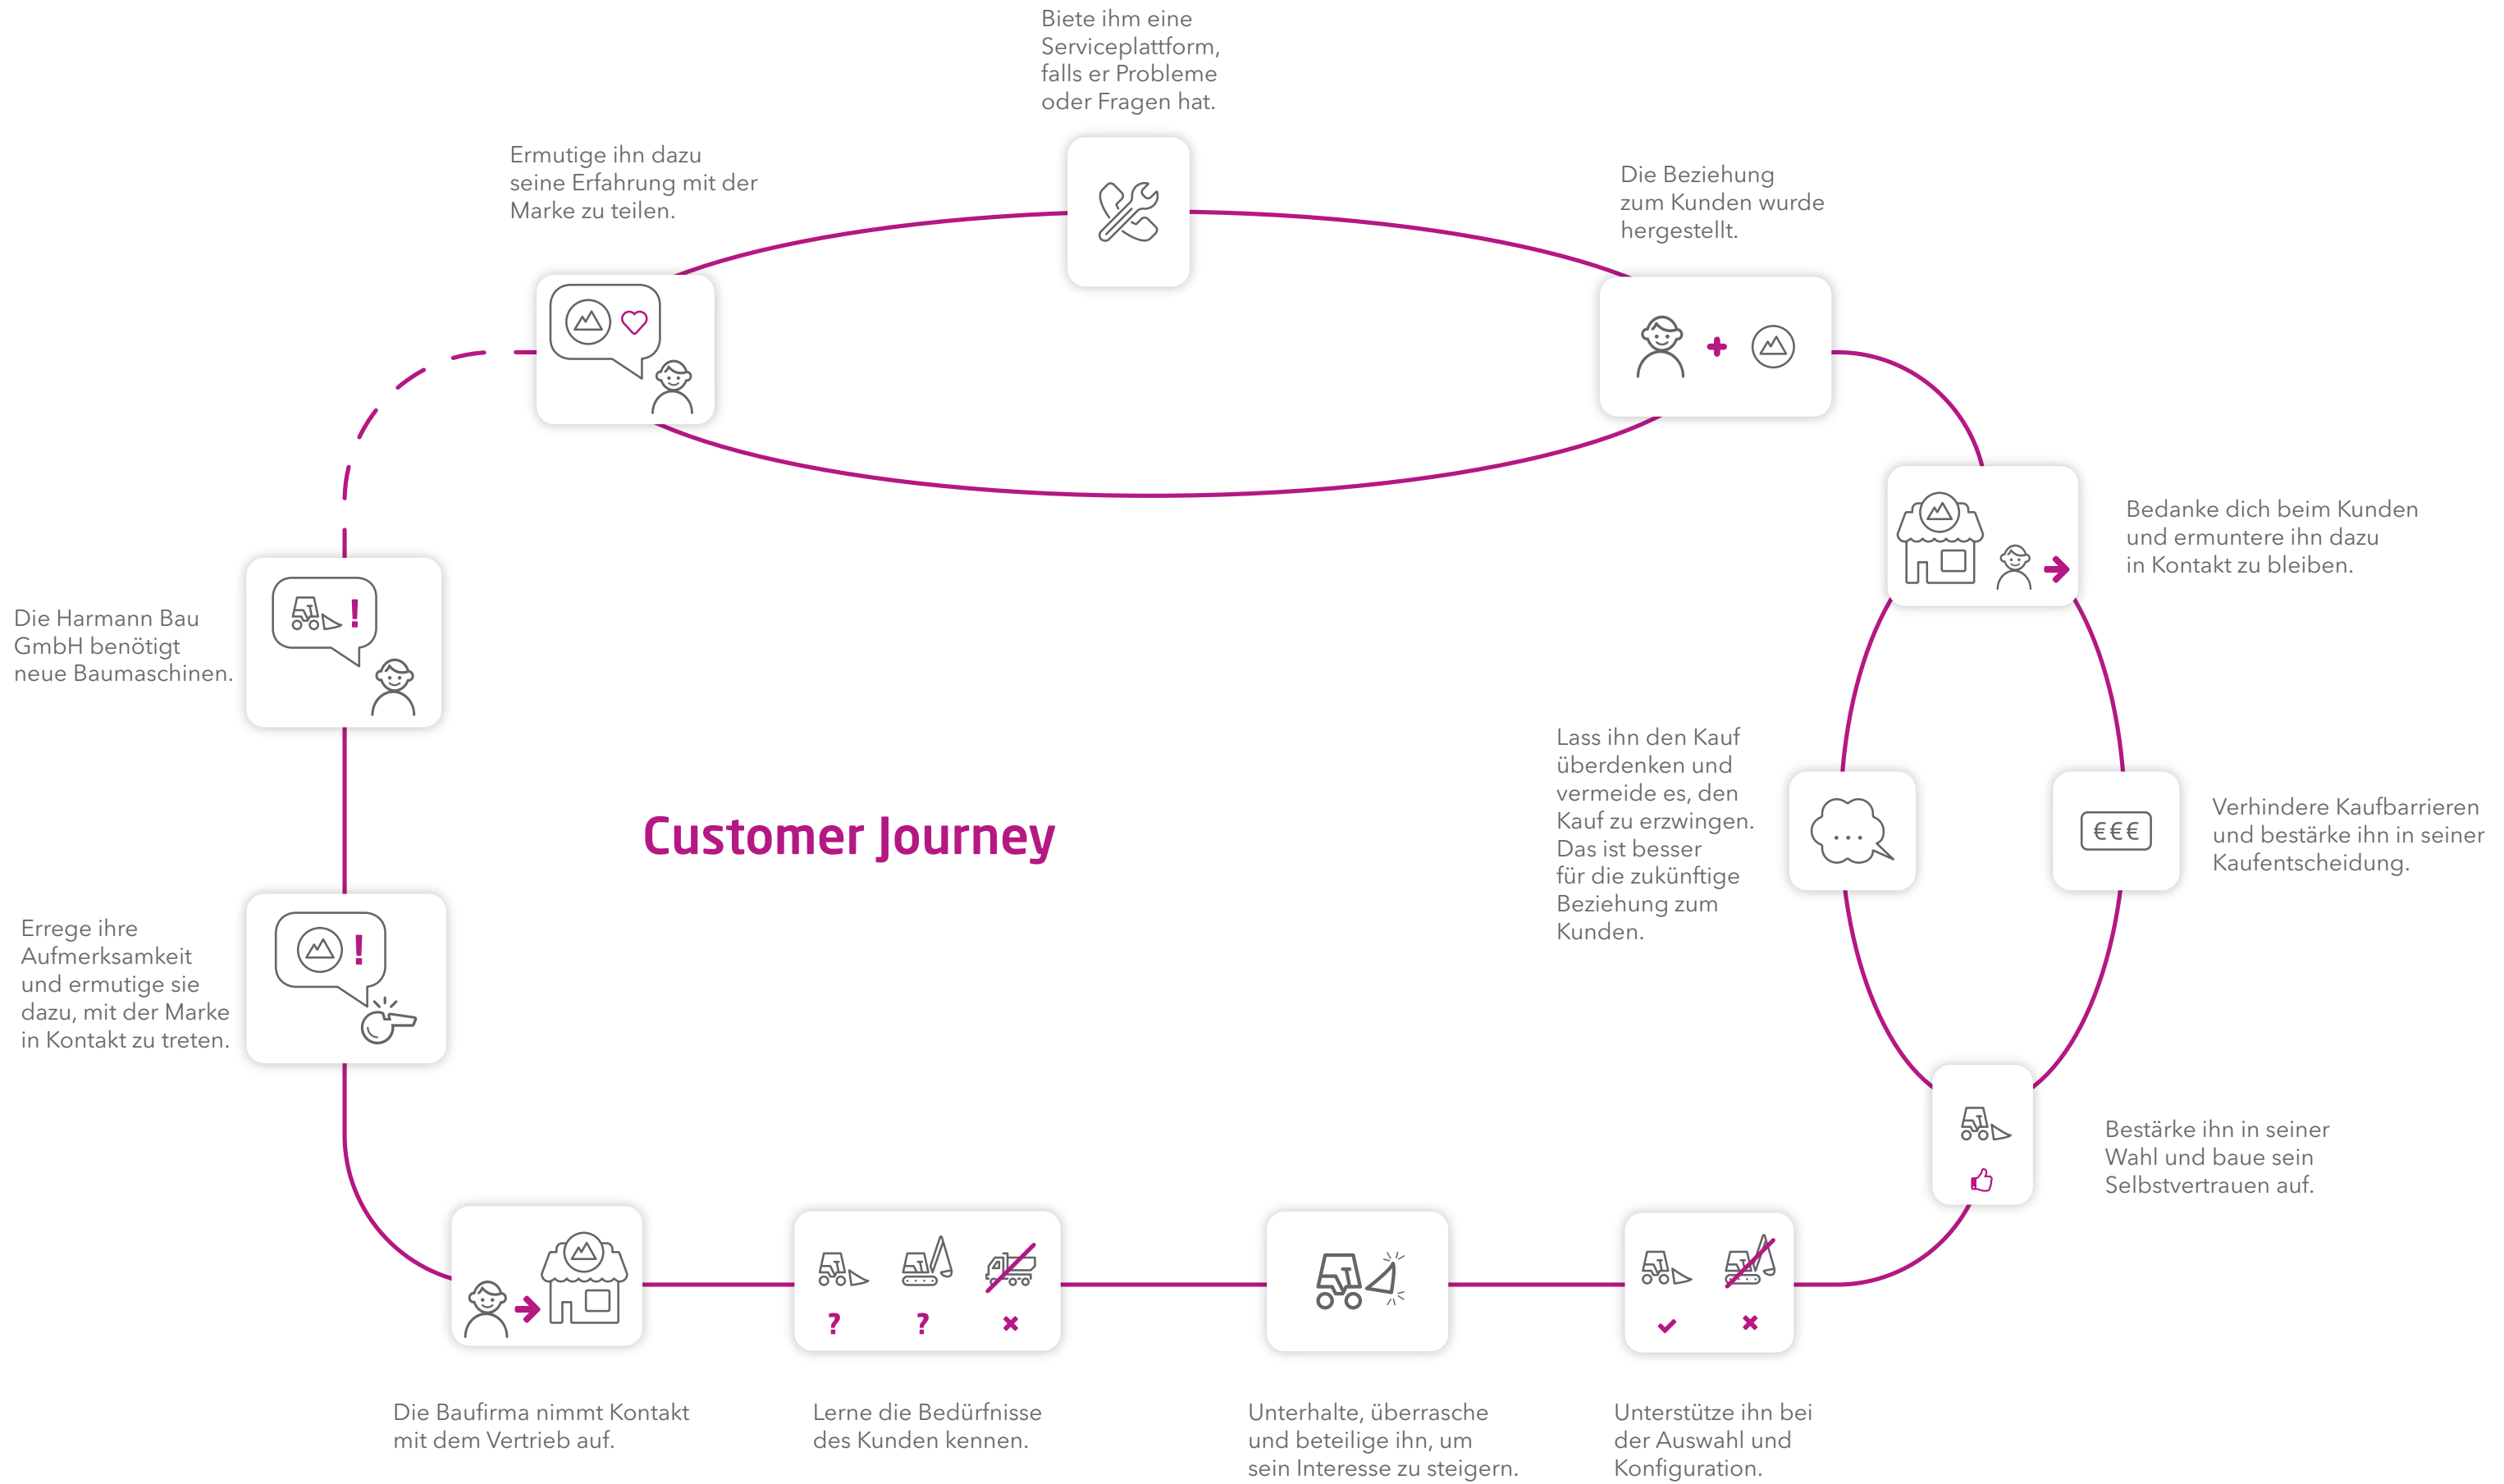 Biete ihm eine
Serviceplattform,
falls er Probleme
oder Fragen hat.
Ermutige ihn dazu
seine Erfahrung mit der
Marke zu teilen.
Die Beziehung
zum Kunden wurde
hergestellt.
Bedanke dich beim Kunden
und ermuntere ihn dazu
in Kontakt zu bleiben.
!
Die Harmann Bau
GmbH benötigt
neue Baumaschinen.
Lass ihn den Kauf
überdenken und
vermeide es, den
Kauf zu erzwingen.
Das ist besser
für die zukünftige
Beziehung zum
Kunden.
...
€€€
Verhindere Kaufbarrieren
und bestärke ihn in seiner
Kaufentscheidung.
Customer Journey
!
Errege ihre
Aufmerksamkeit
und ermutige sie
dazu, mit der Marke
in Kontakt zu treten.
Bestärke ihn in seiner
Wahl und baue sein
Selbstvertrauen auf.
? ?
Die Baufirma nimmt Kontakt
mit dem Vertrieb auf.
Lerne die Bedürfnisse
des Kunden kennen.
Unterhalte, überrasche
und beteilige ihn, um
sein Interesse zu steigern.
Unterstütze ihn bei
der Auswahl und
Konfiguration.